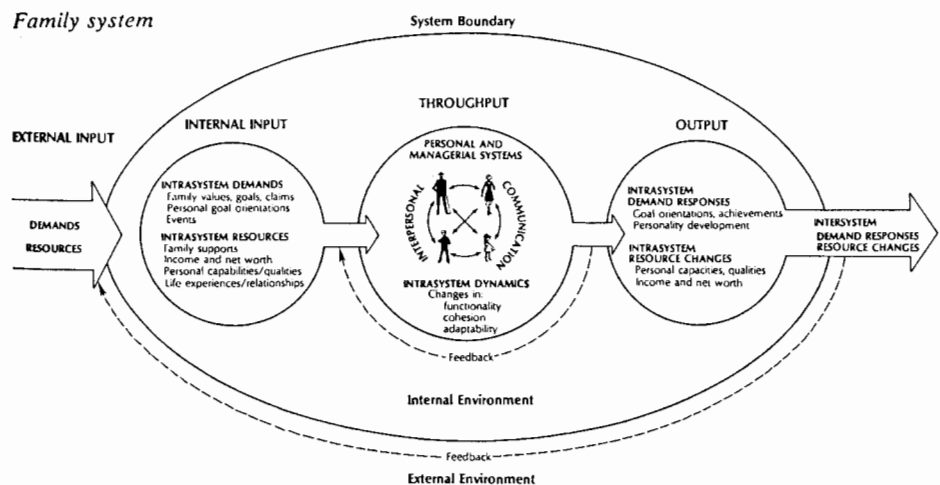 Family system
System Boundary
EXTERNAL INPUT
DEMANDS
RESOURCES
INTERNAL INPUT
INTRASYSTEM DEMANDS
Family values, goals, claims
Personal goal orientations
Events
INTRASYSTEM RESOURCES
Family supports
Income and net worth
Personal capabilities/qualities
Life experiences/relationships
THROUGHPUT
PERSONAL AND
MANAGERIAL SYSTEMS
INTERPERSONAL
COMMUNICATION
INTRASYSTEM DYNAMICS
Changes in:
functionality
cohesion
adaptability
Feedback
OUTPUT
INTRASYSTEM
DEMAND RESPONSES
Goal orientations, achievements
Personality development
INTRASYSTEM
RESOURCE CHANGES
Personal capacities, qualities
Income and net worth
INTERSYSTEM
DEMAND RESPONSES
RESOURCE CHANGES
Internal Environment
Feedback
External Environment